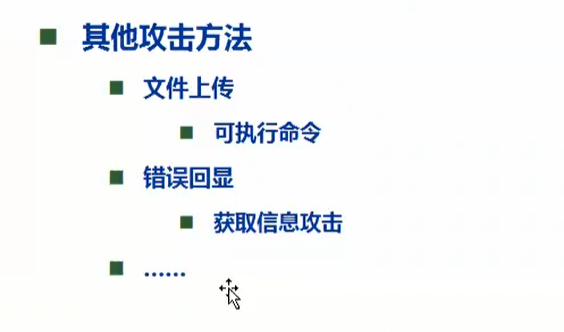 其他攻击方法
文件上传
可执行命令
错误回显
获取信息攻击
……